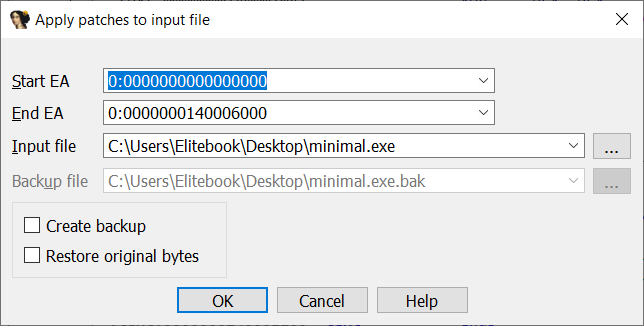 Apply patches to input file
Start EA 0:0000000000000000
End EA 0:0000000140006000
Input file C:\Users\Elitebook\Desktop\minimal.exe ...
Backup file C:\Users\Elitebook\Desktop\minimal.exe.bak ...
Create backup
Restore original bytes
OK Cancel Help